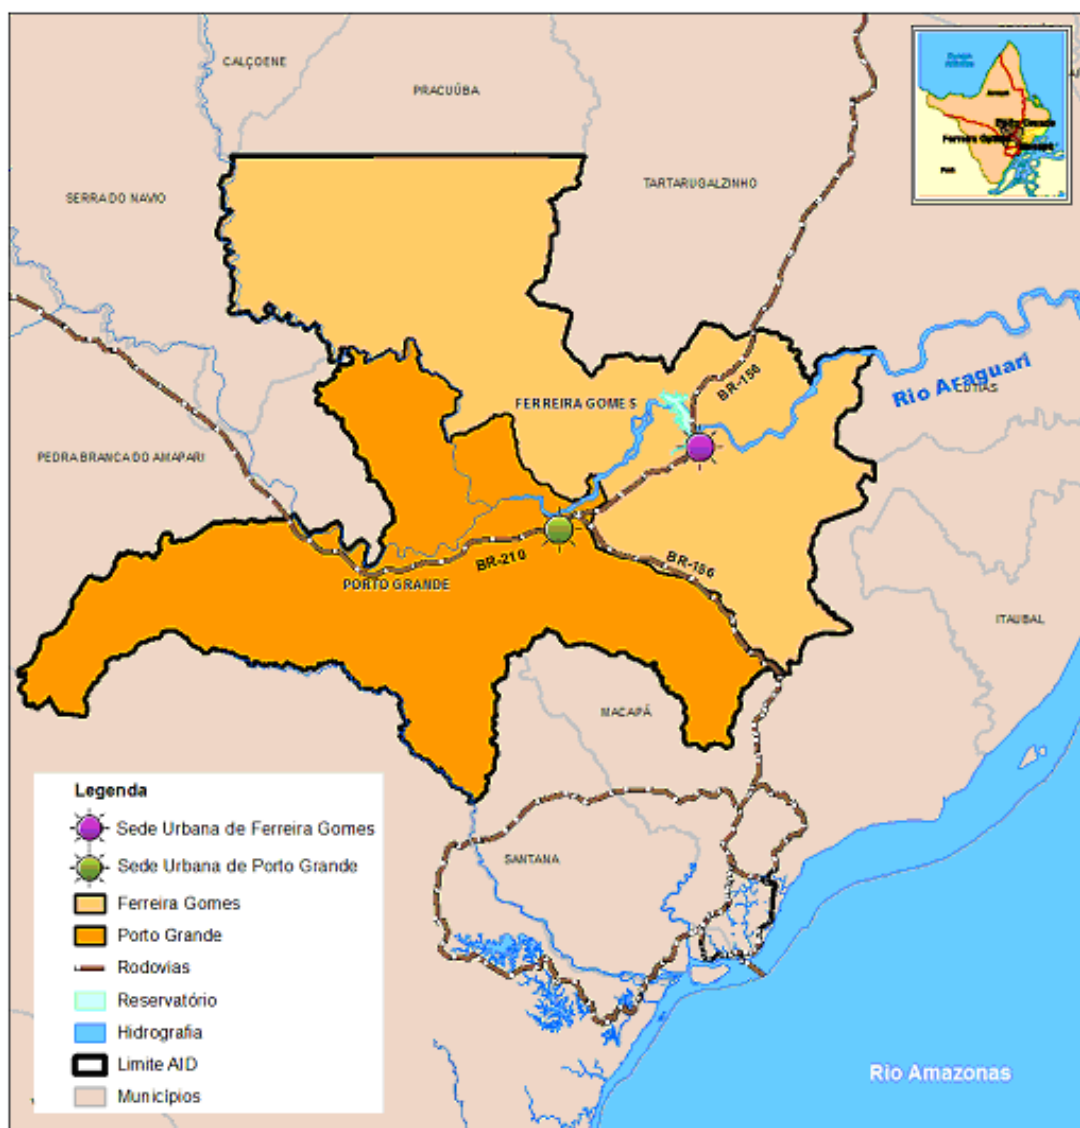 CALÇOENE
PRACUÚBA
SERRA DO NAVIO
TARTARUGALZINHO
Rio Araguari
CUTIAS
BR-156
FERREIRA GOMES
PEDRA BRANCA DO AMAPARI
BR-210
BR-156
PORTO GRANDE
ITAUBAL
MACAPÁ
SANTANA
Legenda
Sede Urbana de Ferreira Gomes
Sede Urbana de Porto Grande
Ferreira Gomes
Porto Grande
Rodovias
Reservatório
Hidrografia
Limite AID
Municípios
Rio Amazonas